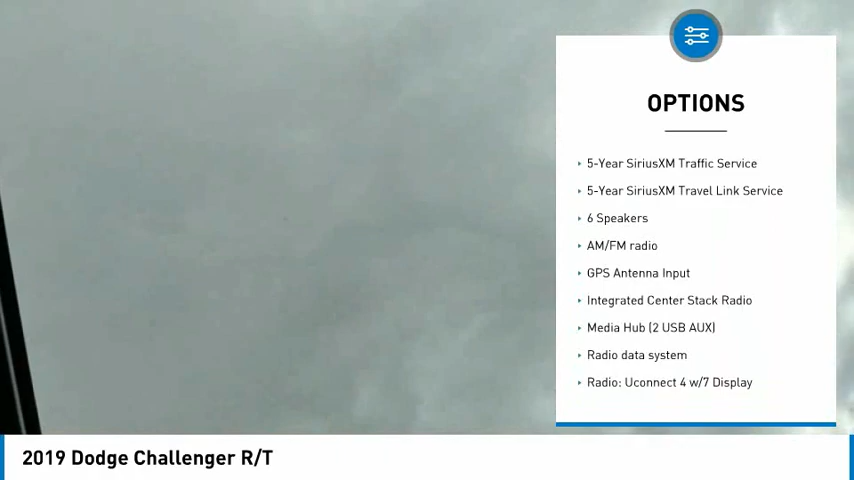 OPTIONS
5-Year SiriusXM Traffic Service
5-Year SiriusXM Travel Link Service
6 Speakers
AM/FM radio
GPS Antenna Input
Integrated Center Stack Radio
Media Hub (2 USB AUX)
Radio data system
Radio: Uconnect 4 w/7 Display
2019 Dodge Challenger R/T